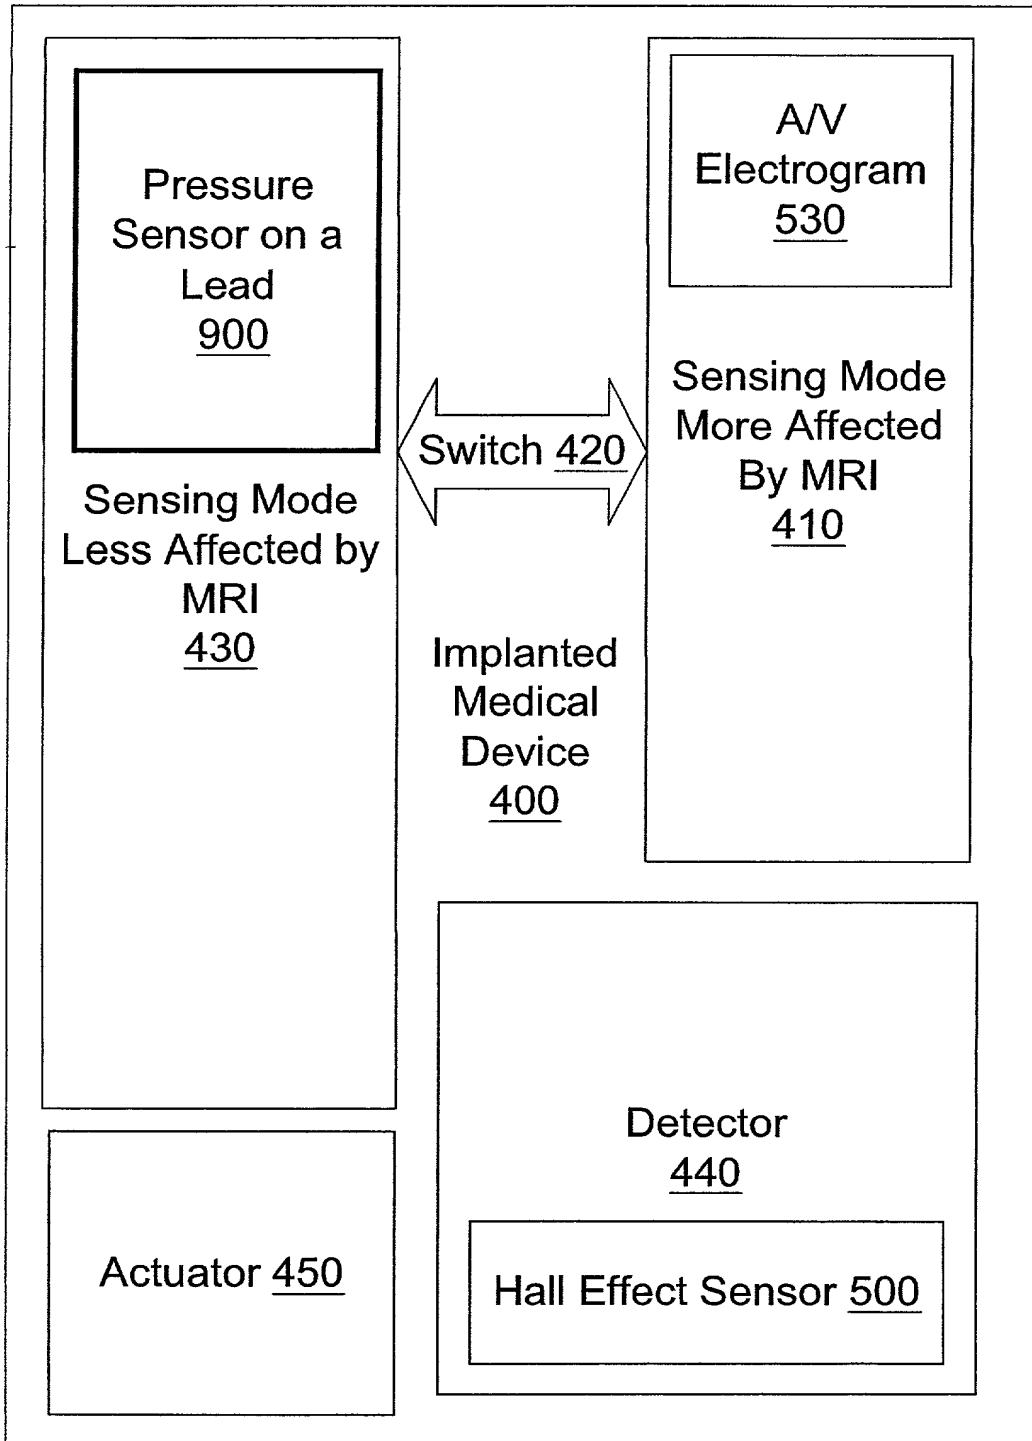 Pressure
Sensor on a
Lead
900
Sensing Mode
Less Affected by
MRI
430
Switch 420
A/V
Electrogram
530
Sensing Mode
More Affected
By MRI
410
Implanted
Medical
Device
400
Detector
440
Hall Effect Sensor 500
Actuator 450